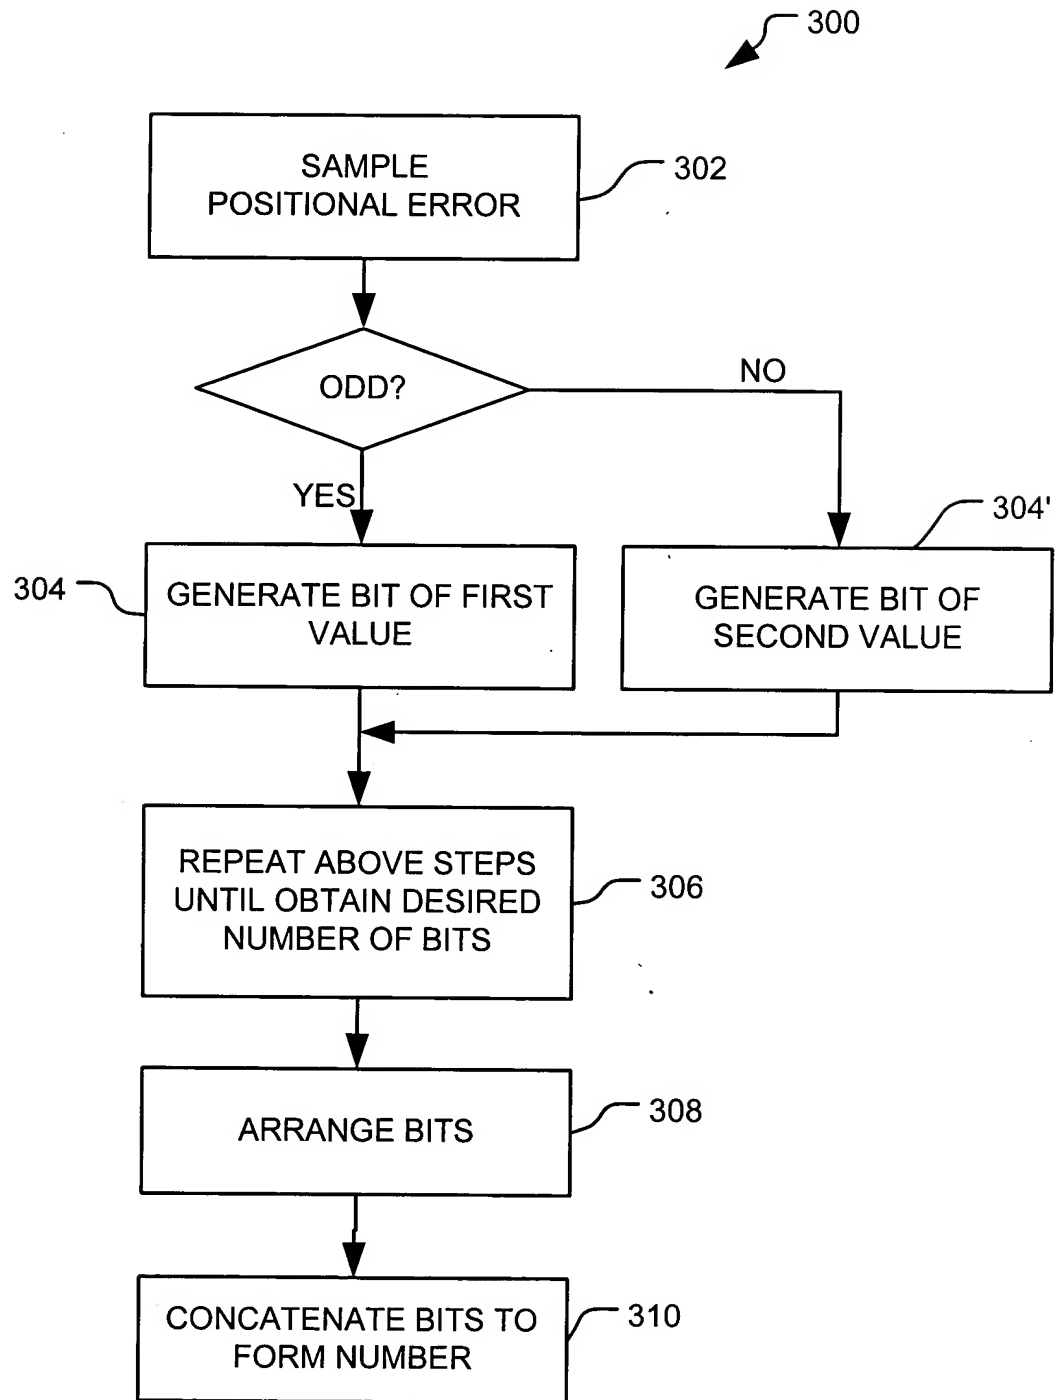 300
SAMPLE
POSITIONAL ERROR
302
ODD?
NO
YES
304'
304
GENERATE BIT OF FIRST
VALUE
GENERATE BIT OF
SECOND VALUE
REPEAT ABOVE STEPS
UNTIL OBTAIN DESIRED
NUMBER OF BITS
306
ARRANGE BITS
308
CONCATENATE BITS TO
FORM NUMBER
310